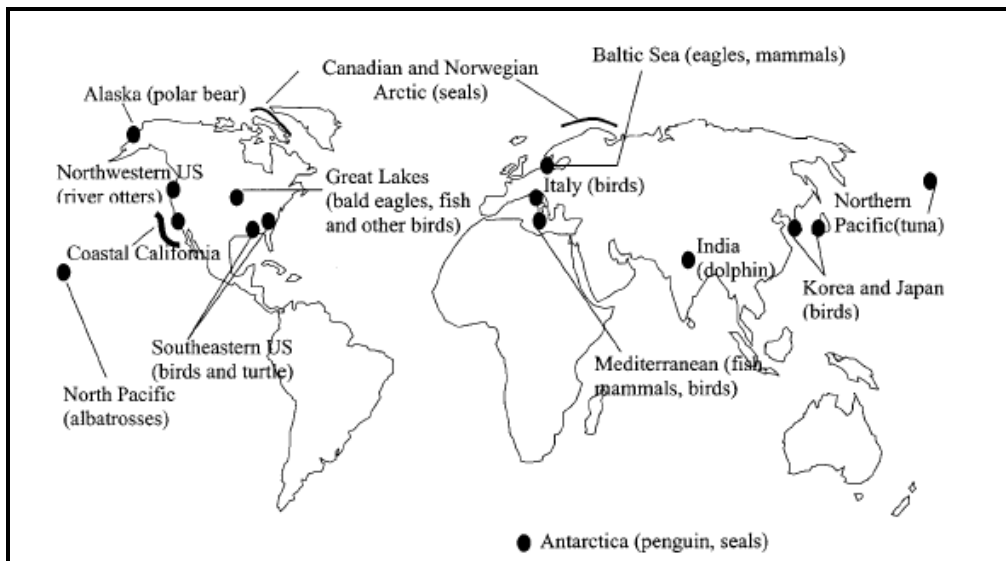 Baltic Sea (eagles, mammals)
Canadian and Norwegian
Arctic (seals)
Alaska (polar bear)
Northwestern US
(river otters)
Great Lakes
(bald eagles, fish
and other birds)
Italy (birds)
Northern
Pacific(tuna)
Coastal California
India
(dolphin)
Korea and Japan
(birds)
Southeastern US
(birds and turtle)
Mediterranean (fish,
mammals, birds)
North Pacific
(albatrosses)
Antarctica (penguin, seals)